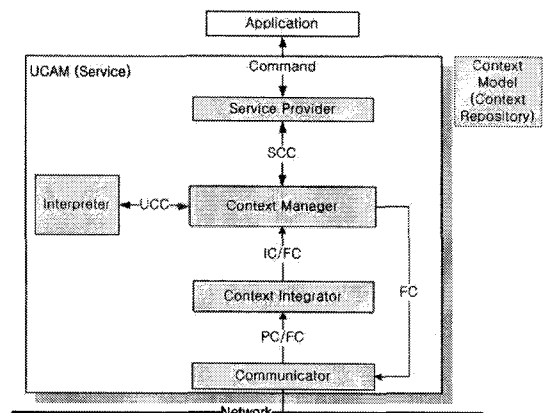 Application
UCAM (Service)
Command
Context
Model
(Context
Repository)
Service Provider
SCC
Interpreter
UCC
Context Manager
IC/FC
FC
Context Integrator
PC/FC
Communicator
Network